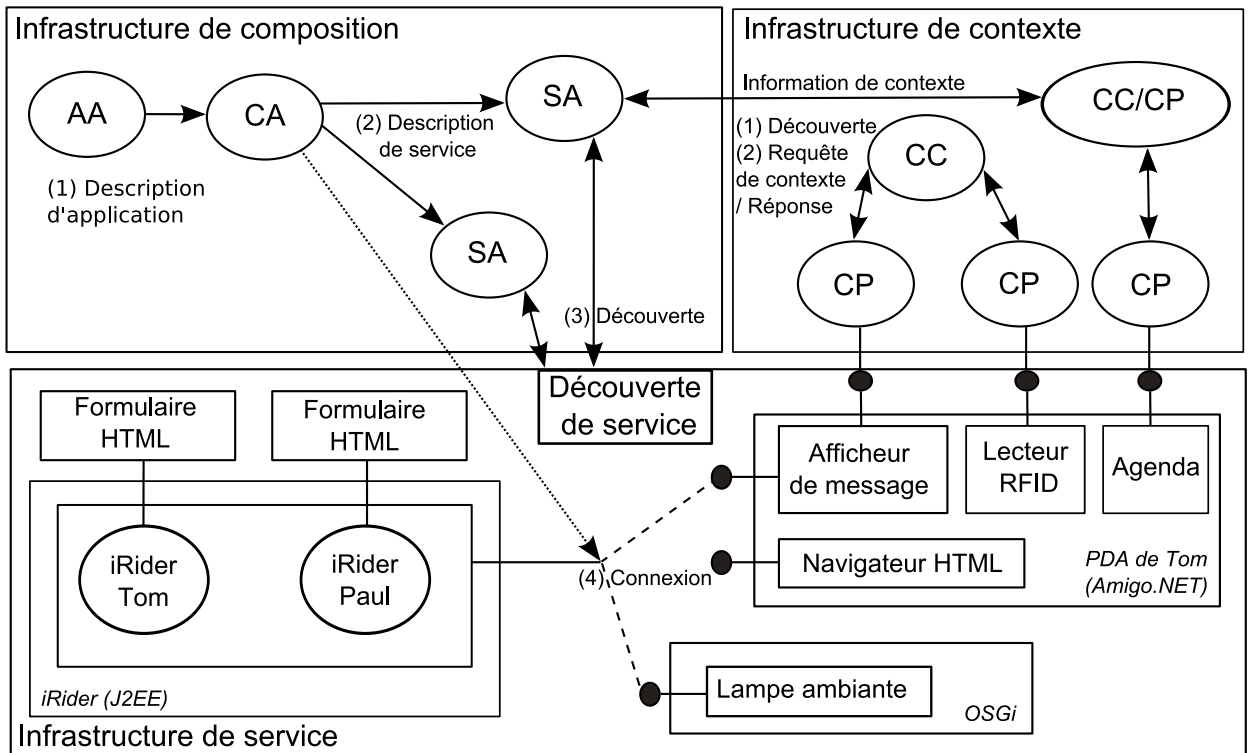 Infrastructure de composition
AA
CA
SA
(1) Description
d'application
(2) Description
de service
SA
(3) Découverte
Infrastructure de contexte
Information de contexte
CC/CP
(1) Découverte
(2) Requête
de contexte
/ Réponse
CC
CP
CP
CP
Découverte
de service
Formulaire
HTML
Formulaire
HTML
iRider
Tom
iRider
Paul
iRider (J2EE)
(4) Connexion
Afficheur
de message
Lecteur
RFID
Agenda
Navigateur HTML
PDA de Tom
(Amigo.NET)
Lampe ambiante
OSGi
Infrastructure de service